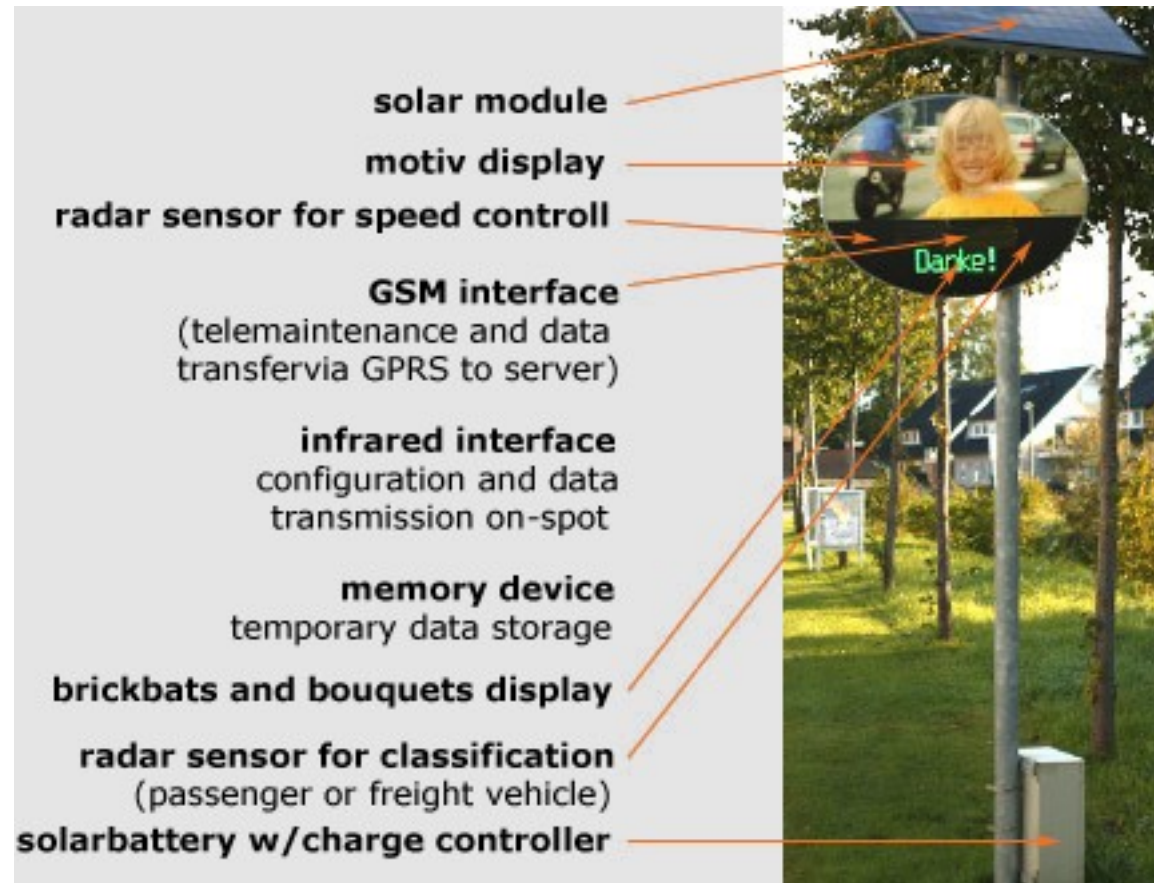 solar module
motiv display
radar sensor for speed controll
GSM interface
(telemaintenance and data
transfervia GPRS to server)
infrared interface
configuration and data
transmission on-spot
memory device
temporary data storage
brickbats and bouquets display
radar sensor for classification
(passenger or freight vehicle)
solarbattery w/charge controller
Danke!